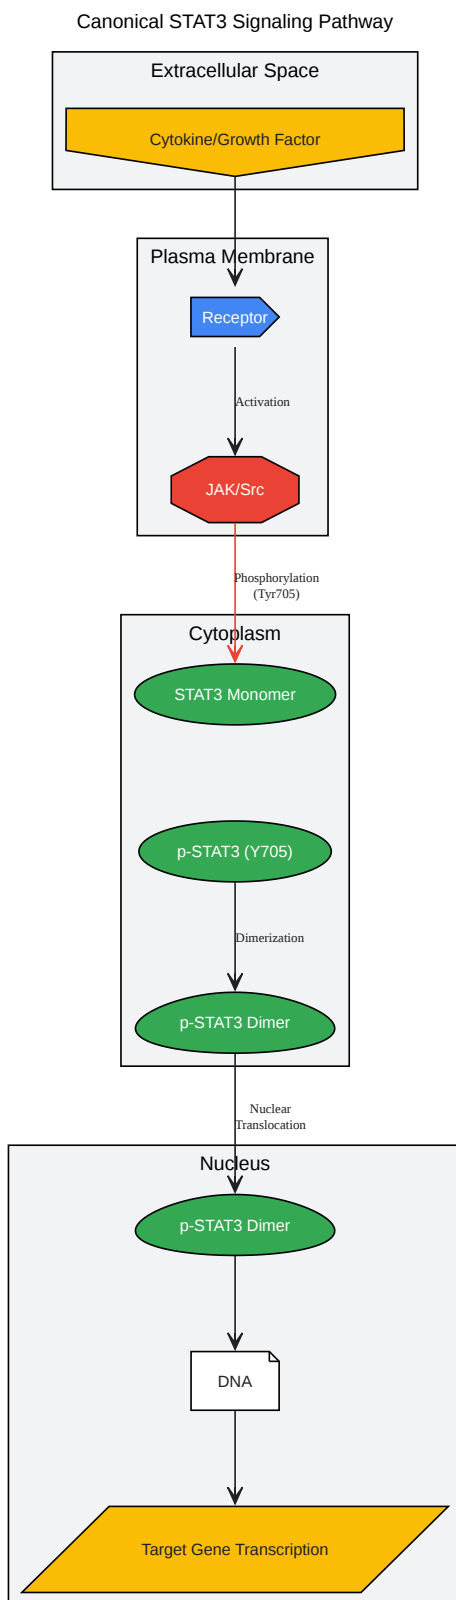 Canonical STAT3 Signaling Pathway
Extracellular Space
Cytokine/Growth Factor
Plasma Membrane
Receptor
Activation
JAK/Src
Phosphorylation
(Tyr705)
Cytoplasm
STAT3 Monomer
p-STAT3 (Y705)
Dimerization
p-STAT3 Dimer
Nuclear
Translocation
Nucleus
p-STAT3 Dimer
DNA
Target Gene Transcription